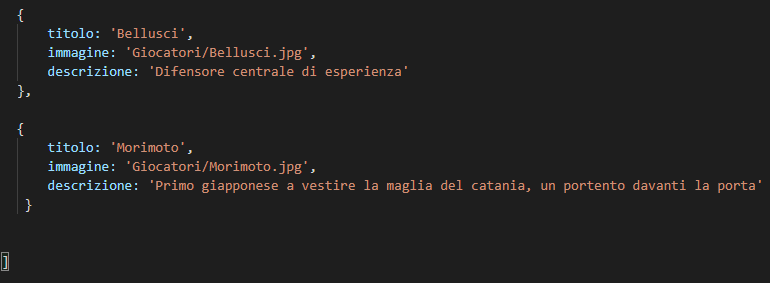 {
titolo: 'Bellusci',
immagine: 'Giocatori/Bellusci.jpg',
descrizione: 'Difensore centrale di esperienza'
},
{
titolo: 'Morimoto',
immagine: 'Giocatori/Morimoto.jpg',
descrizione: 'Primo giapponese a vestire la maglia del catania, un portento davanti la porta'
}
]